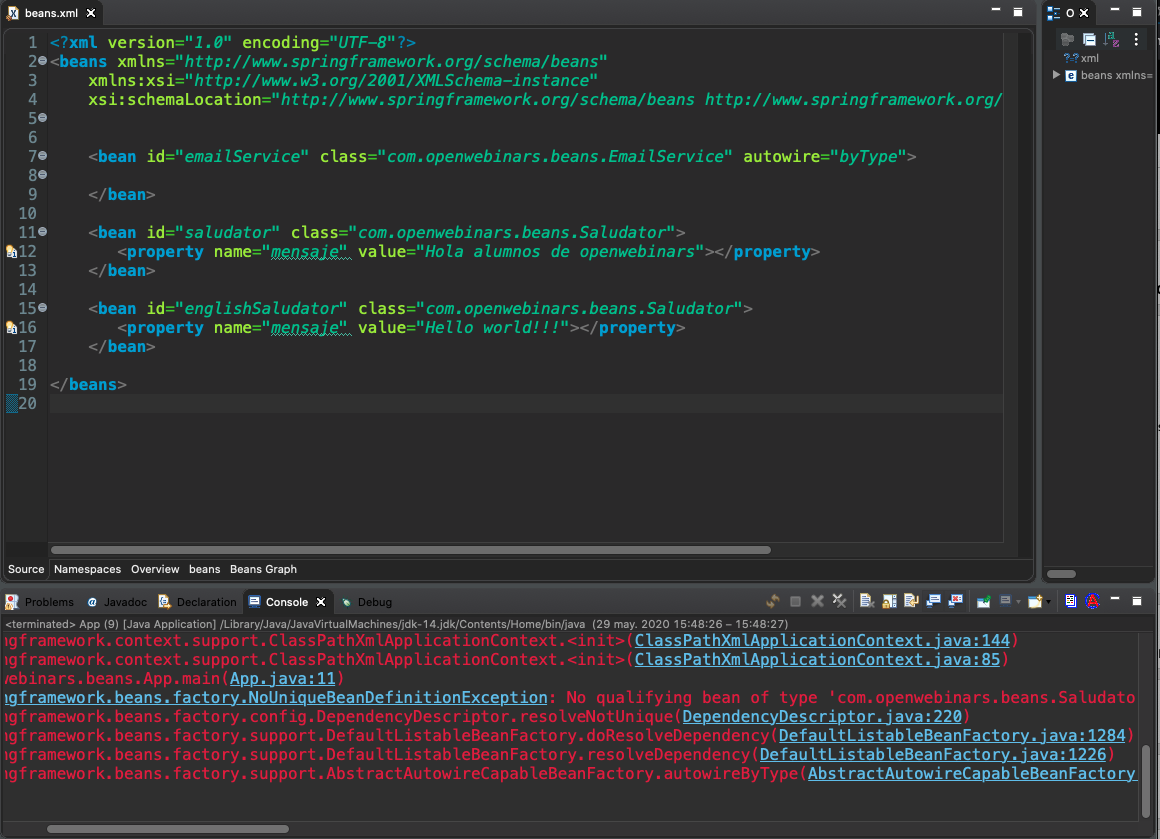 beans.xml
1 <?xml version="1.0" encoding="UTF-8"?>
2 <beans xmlns="http://www.springframework.org/schema/beans"
3 xmlns:xsi="http://www.w3.org/2001/XMLSchema-instance"
4 xsi:schemaLocation="http://www.springframework.org/schema/beans http://www.springframework.org/
5
6
7 <bean id="emailService" class="com.openwebinars.beans.EmailService" autowire="byType">
8
9 </bean>
10
11 <bean id="saludator" class="com.openwebinars.beans.Saludator">
12 <property name="mensaje" value="Hola alumnos de openwebinars"></property>
13 </bean>
14
15 <bean id="englishSaludator" class="com.openwebinars.beans.Saludator">
16 <property name="mensaje" value="Hello world!!!"></property>
17 </bean>
18
19 </beans>
20
Source Namespaces Overview beans Beans Graph
O
?-? xml
e beans xmlns=
Problems @ Javadoc Declaration Console Debug
<terminated> App (9) [Java Application] /Library/Java/JavaVirtualMachines/jdk-14.jdk/Contents/Home/bin/java (29 may. 2020 15:48:26 – 15:48:27)
ngframework.context.support.ClassPathXmlApplicationContext.<init>(ClassPathXmlApplicationContext.java:144)
ngframework.context.support.ClassPathXmlApplicationContext.<init>(ClassPathXmlApplicationContext.java:85)
webinars.beans.App.main(App.java:11)
ngframework.beans.factory.NoUniqueBeanDefinitionException: No qualifying bean of type 'com.openwebinars.beans.Saludato
ngframework.beans.factory.config.DependencyDescriptor.resolveNotUnique(DependencyDescriptor.java:220)
ngframework.beans.factory.support.DefaultListableBeanFactory.doResolveDependency(DefaultListableBeanFactory.java:1284)
ngframework.beans.factory.support.DefaultListableBeanFactory.resolveDependency(DefaultListableBeanFactory.java:1226)
ngframework.beans.factory.support.AbstractAutowireCapableBeanFactory.autowireByType(AbstractAutowireCapableBeanFactory